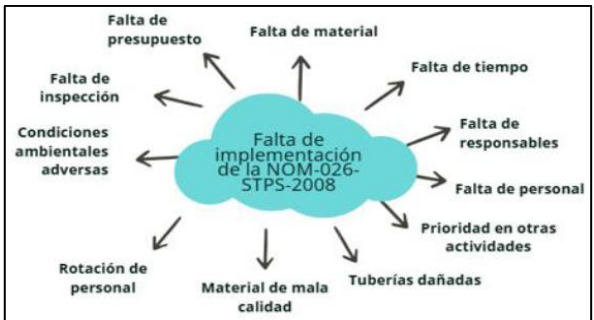 Falta de
presupuesto
Falta de material
Falta de tiempo
Falta de
inspección
Falta de
responsables
Condiciones
ambientales
adversas
Falta de
implementación
de la NOM-026-
STPS-2008
Falta de personal
Prioridad en otras
actividades
Rotación de
personal
Material de mala
calidad
Tuberías dañadas